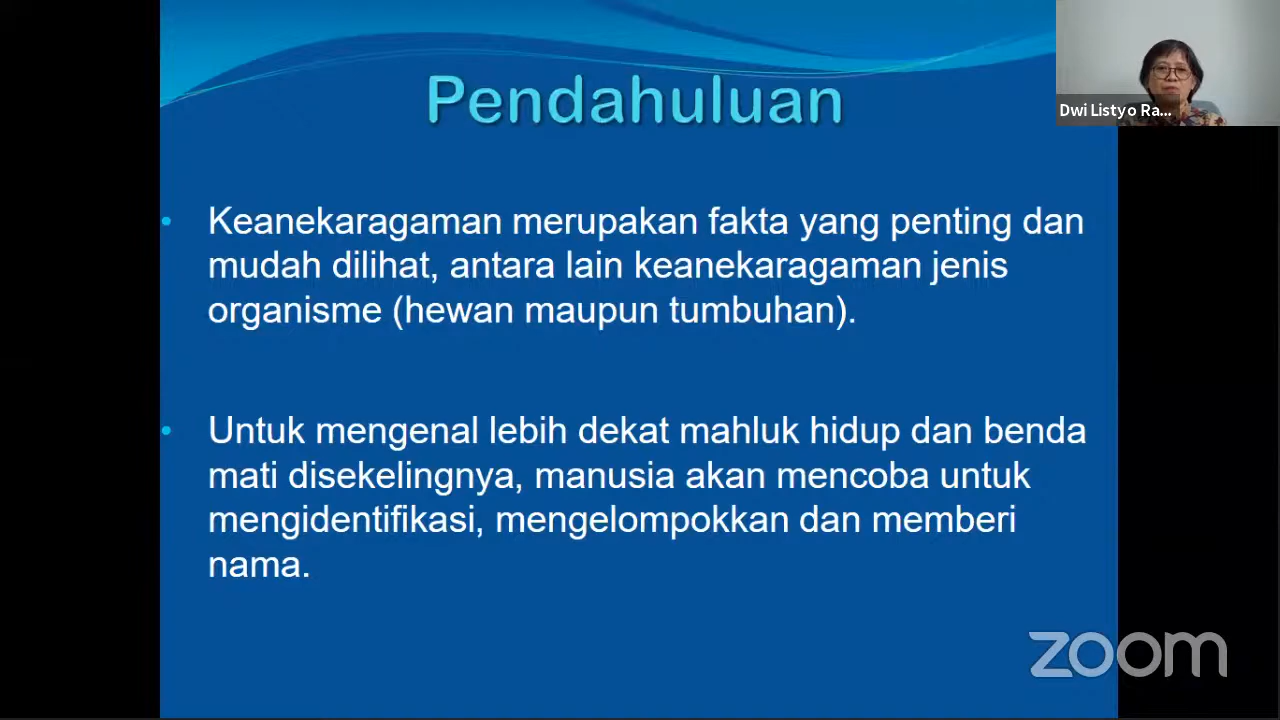 Pendahuluan
Dwi Listyo Ra...
• Keanekaragaman merupakan fakta yang penting dan
mudah dilihat, antara lain keanekaragaman jenis
organisme (hewan maupun tumbuhan).
• Untuk mengenal lebih dekat mahluk hidup dan benda
mati disekelingnya, manusia akan mencoba untuk
mengidentifikasi, mengelompokkan dan memberi
nama.
zoom